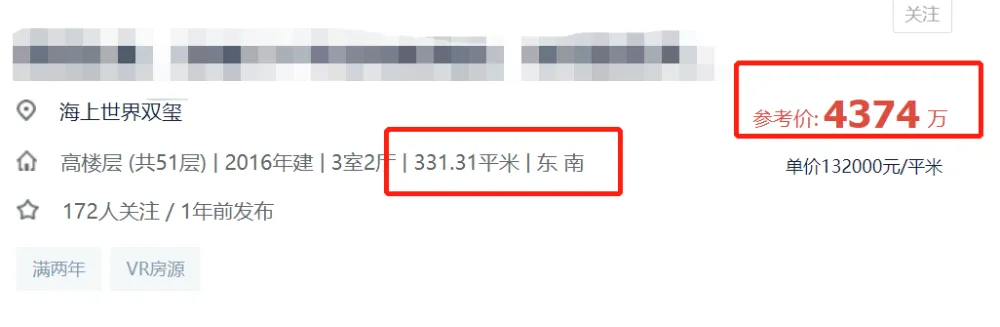 关注
海上世界双玺
参考价: 4374 万
高楼层 (共51层) | 2016年建 | 3室2厅 | 331.31平米 | 东 南
单价132000元/平米
172人关注 / 1年前发布
满两年 VR房源